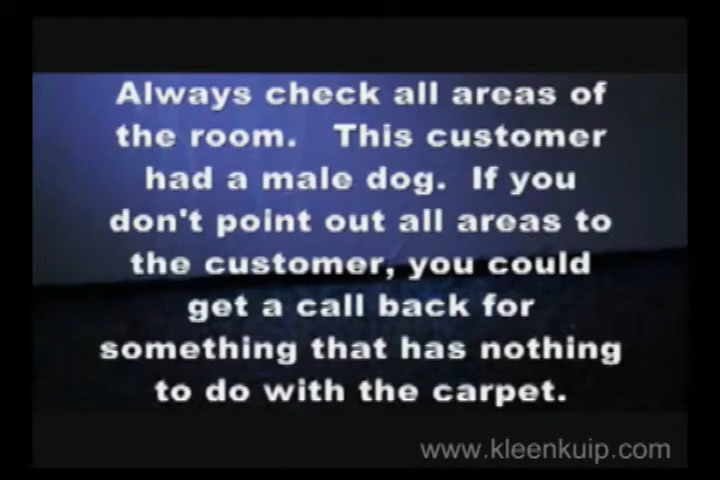 Always check all areas of
the room. This customer
had a male dog. If you
don't point out all areas to
the customer, you could
get a call back for
something that has nothing
to do with the carpet.
www.kleenkuip.com